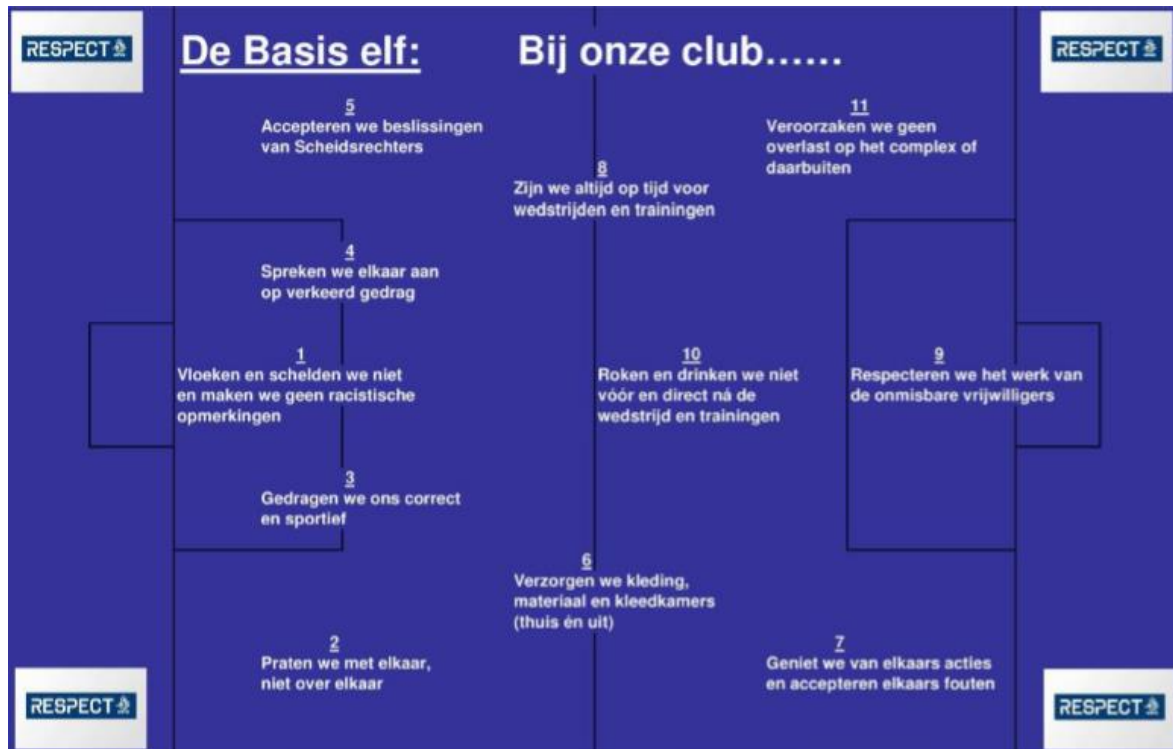 RESPECT
De Basis elf:
Bij onze club......
RESPECT
5
Accepteren we beslissingen
van Scheidsrechters
11
Veroorzaken we geen
overlast op het complex of
daarbuiten
8
Zijn we altijd op tijd voor
wedstrijden en trainingen
4
Spreken we elkaar aan
op verkeerd gedrag
1
Vloeken en schelden we niet
en maken we geen racistische
opmerkingen
10
Roken en drinken we niet
vóór en direct ná de
wedstrijd en trainingen
9
Respecteren we het werk van
de onmisbare vrijwilligers
3
Gedragen we ons correct
en sportief
6
Verzorgen we kleding,
materiaal en kleedkamers
(thuis én uit)
2
Praten we met elkaar,
niet over elkaar
7
Geniet we van elkaars acties
en accepteren elkaars fouten
RESPECT
RESPECT